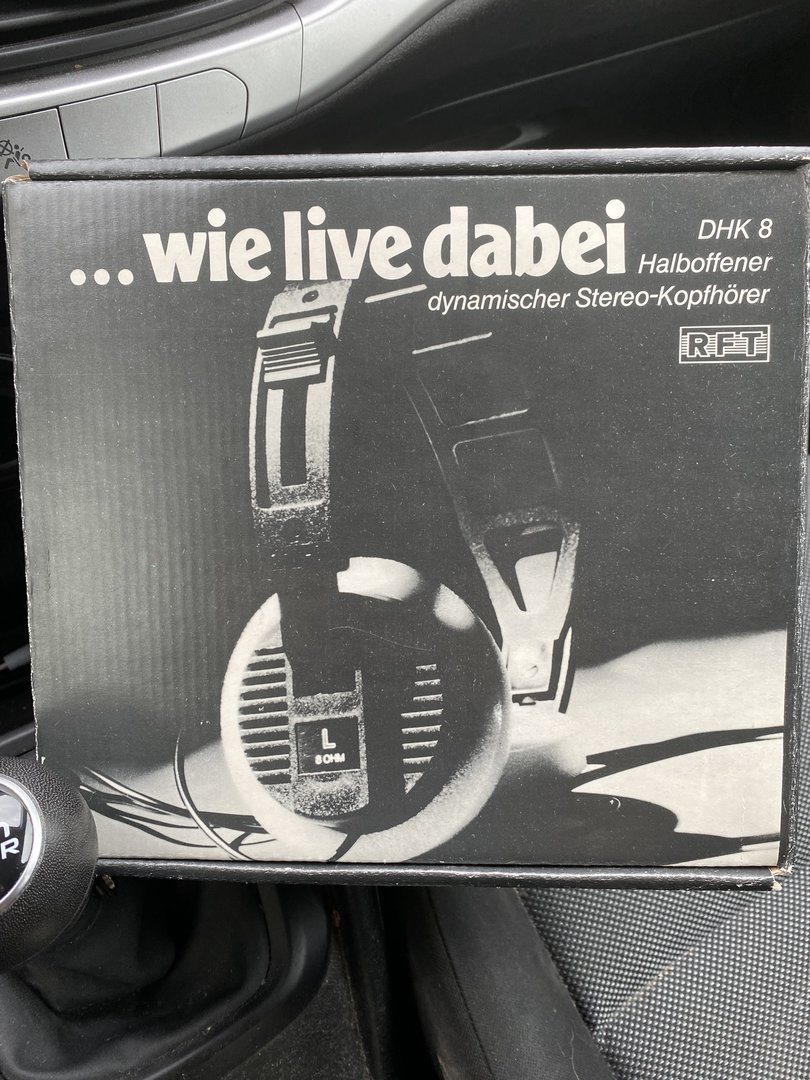 ... wie live dabei
DHK 8
Halboffener
dynamischer Stereo-Kopfhörer
RFT
L
8 OHM
R